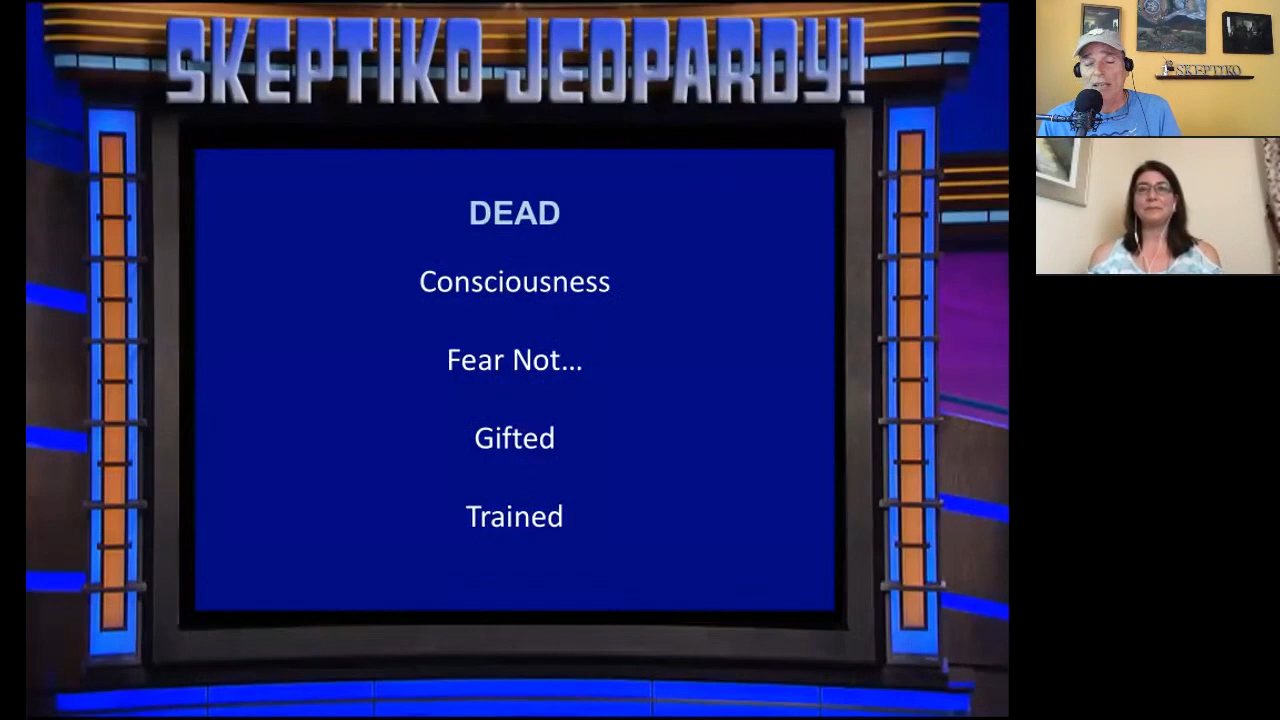 SKEPTIKO JEOPARDY!
SKEPTIKO
DEAD
Consciousness
Fear Not...
Gifted
Trained